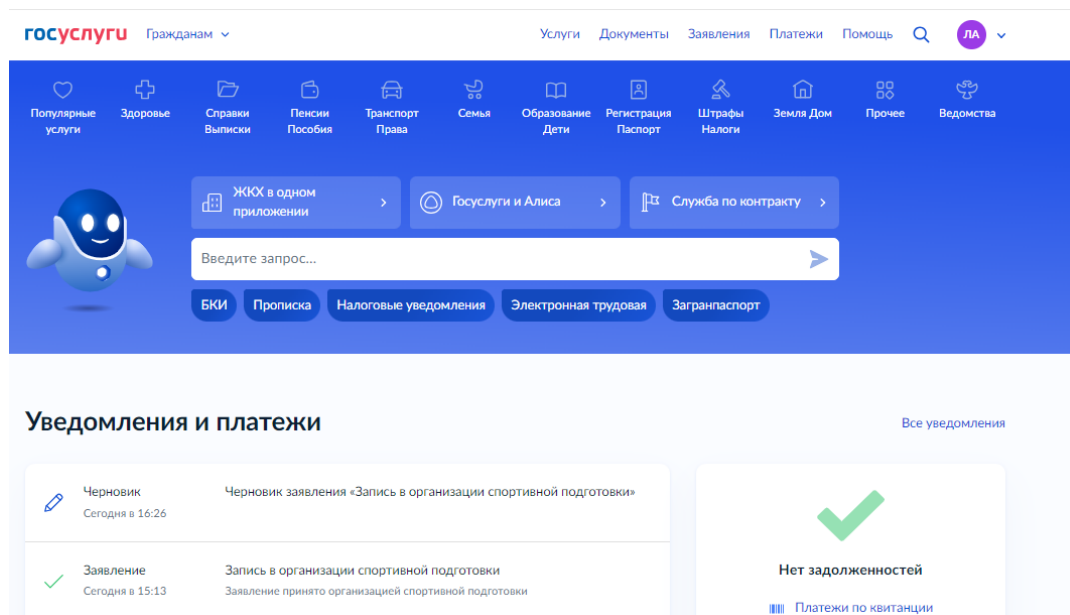 госуслуги Гражданам Услуги Документы Заявления Платежи Помощь ЛА
Популярные услуги
Здоровье
Справки Выписки
Пенсии Пособия
Транспорт Права
Семья
Образование Дети
Регистрация Паспорт
Штрафы Налоги
Земля Дом
Прочее
Ведомства
ЖКХ в одном
приложении
Госуслуги и Алиса
Служба по контракту
Введите запрос...
БКИ Прописка Налоговые уведомления Электронная трудовая Загранпаспорт
Уведомления и платежи
Все уведомления
Черновик
Сегодня в 16:26
Черновик заявления «Запись в организации спортивной подготовки»
Заявление
Сегодня в 15:13
Запись в организации спортивной подготовки
Заявление принято организацией спортивной подготовки
Нет задолженностей
Платежи по квитанции